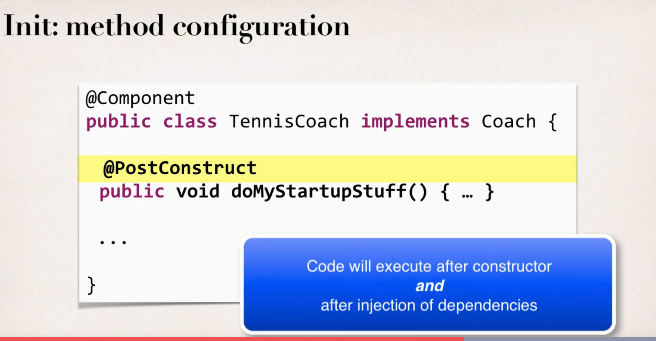 Init: method configuration
@Component
public class TennisCoach implements Coach {
@PostConstruct
public void doMyStartupStuff() { … }
...
}
Code will execute after constructor
and
after injection of dependencies